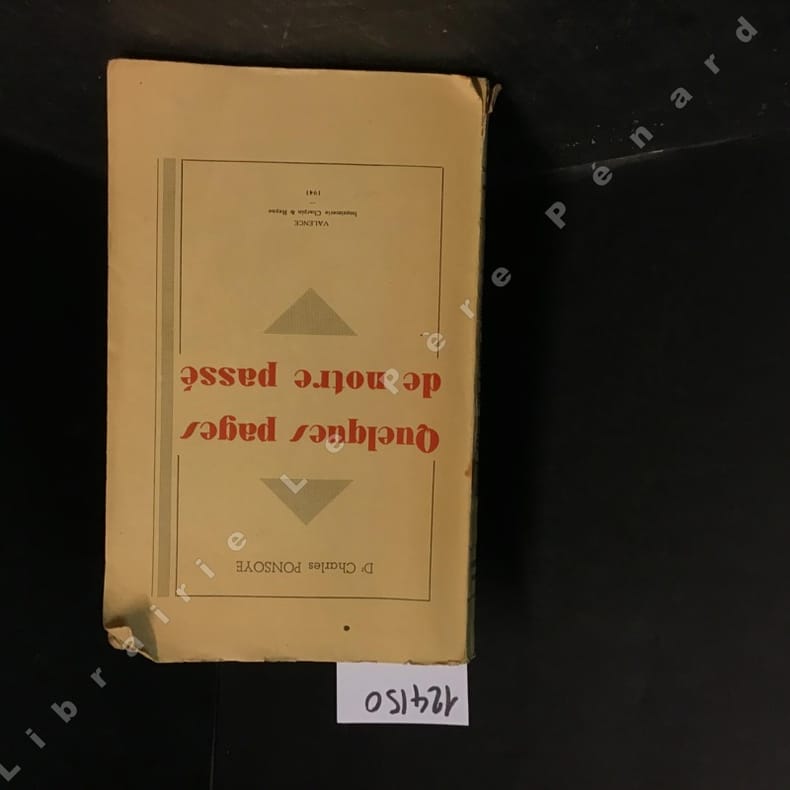 Dʳ Charles PONSOYE
Quelques pages
de notre passé
VALENCE
Imprimerie Charpin & Reyne
1941
124150
Librairie Le Père Pénard